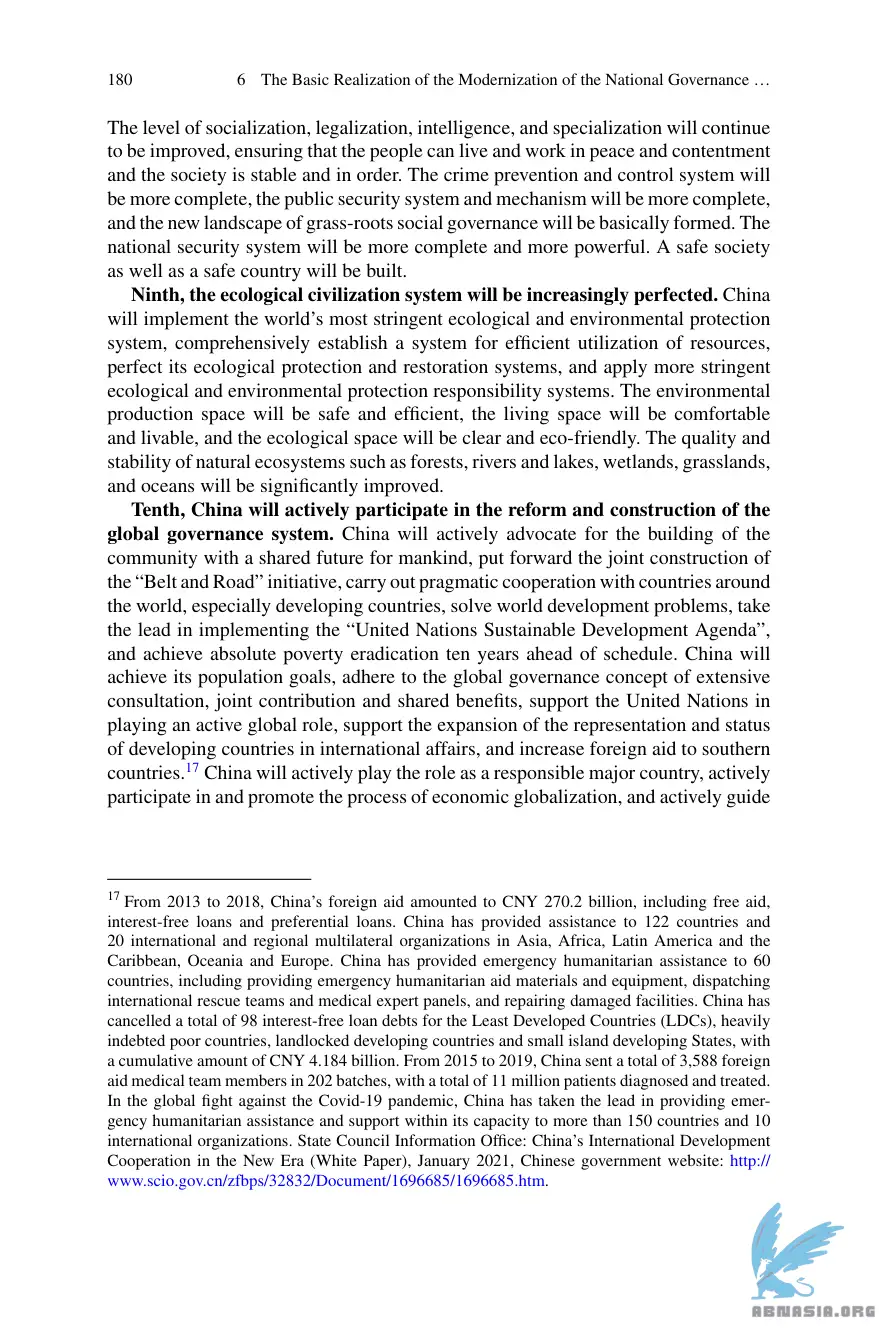 180 6 The Basic Realization of the Modernization of the National Governance …
The level of socialization, legalization, intelligence, and specialization will continue
to be improved, ensuring that the people can live and work in peace and contentment
and the society is stable and in order. The crime prevention and control system will
be more complete, the public security system and mechanism will be more complete,
and the new landscape of grass-roots social governance will be basically formed. The
national security system will be more complete and more powerful. A safe society
as well as a safe country will be built.
Ninth, the ecological civilization system will be increasingly perfected. China
will implement the world’s most stringent ecological and environmental protection
system, comprehensively establish a system for efficient utilization of resources,
perfect its ecological protection and restoration systems, and apply more stringent
ecological and environmental protection responsibility systems. The environmental
production space will be safe and efficient, the living space will be comfortable
and livable, and the ecological space will be clear and eco-friendly. The quality and
stability of natural ecosystems such as forests, rivers and lakes, wetlands, grasslands,
and oceans will be significantly improved.
Tenth, China will actively participate in the reform and construction of the
global governance system. China will actively advocate for the building of the
community with a shared future for mankind, put forward the joint construction of
the “Belt and Road” initiative, carry out pragmatic cooperation with countries around
the world, especially developing countries, solve world development problems, take
the lead in implementing the “United Nations Sustainable Development Agenda”,
and achieve absolute poverty eradication ten years ahead of schedule. China will
achieve its population goals, adhere to the global governance concept of extensive
consultation, joint contribution and shared benefits, support the United Nations in
playing an active global role, support the expansion of the representation and status
of developing countries in international affairs, and increase foreign aid to southern
countries.17 China will actively play the role as a responsible major country, actively
participate in and promote the process of economic globalization, and actively guide
17 From 2013 to 2018, China’s foreign aid amounted to CNY 270.2 billion, including free aid,
interest-free loans and preferential loans. China has provided assistance to 122 countries and
20 international and regional multilateral organizations in Asia, Africa, Latin America and the
Caribbean, Oceania and Europe. China has provided emergency humanitarian assistance to 60
countries, including providing emergency humanitarian aid materials and equipment, dispatching
international rescue teams and medical expert panels, and repairing damaged facilities. China has
cancelled a total of 98 interest-free loan debts for the Least Developed Countries (LDCs), heavily
indebted poor countries, landlocked developing countries and small island developing States, with
a cumulative amount of CNY 4.184 billion. From 2015 to 2019, China sent a total of 3,588 foreign
aid medical team members in 202 batches, with a total of 11 million patients diagnosed and treated.
In the global fight against the Covid-19 pandemic, China has taken the lead in providing emer-
gency humanitarian assistance and support within its capacity to more than 150 countries and 10
international organizations. State Council Information Office: China’s International Development
Cooperation in the New Era (White Paper), January 2021, Chinese government website: http://
www.scio.gov.cn/zfbps/32832/Document/1696685/1696685.htm.
ABNASIA.ORG